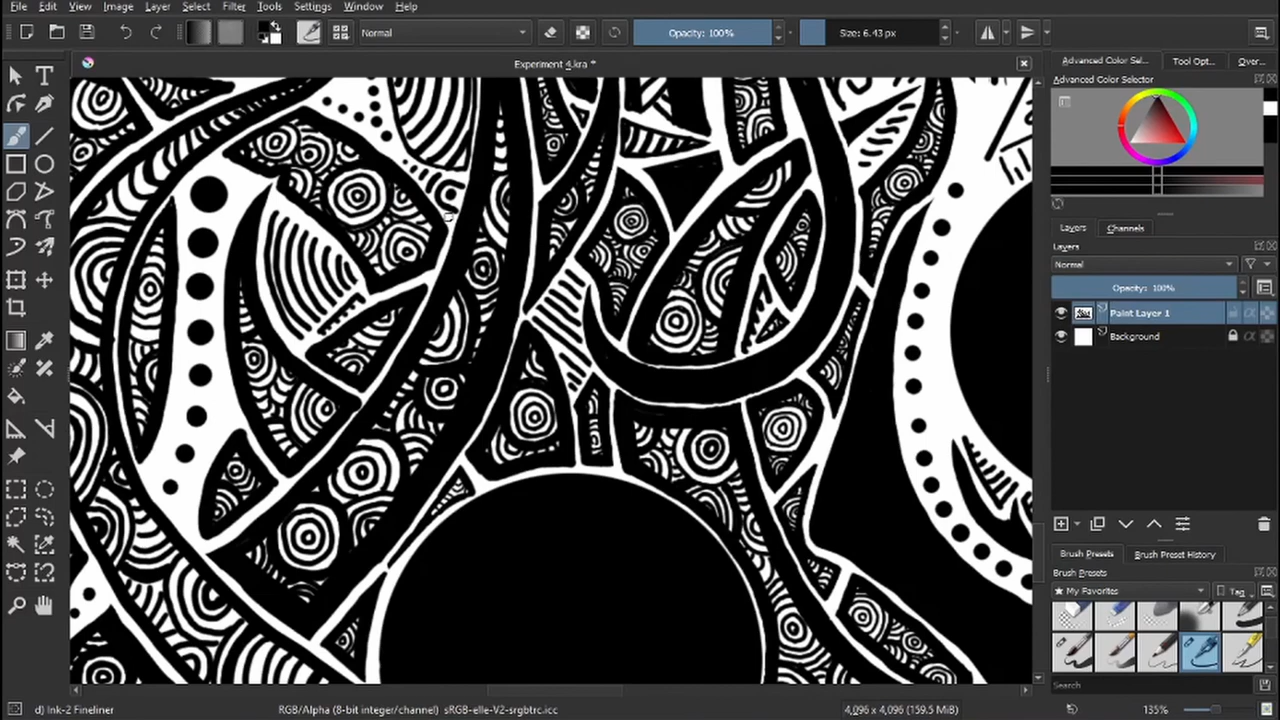 File Edit View Image Layer Select Filter Tools Settings Window Help
Normal Opacity: 100% Size: 6.43 px
Experiment 4.kra *
Advanced Color Sel... Tool Opt... Over...
Advanced Color Selector
Layers Channels
Layers
Normal
Opacity: 100%
Paint Layer 1
Background
Brush Presets Brush Preset History
Brush Presets
★ My Favorites Tag
Search
d) Ink-2 Fineliner RGB/Alpha (8-bit integer/channel) sRGB-elle-V2-srgbtrc.icc 4,096 x 4,096 (159.5 MiB) 135%